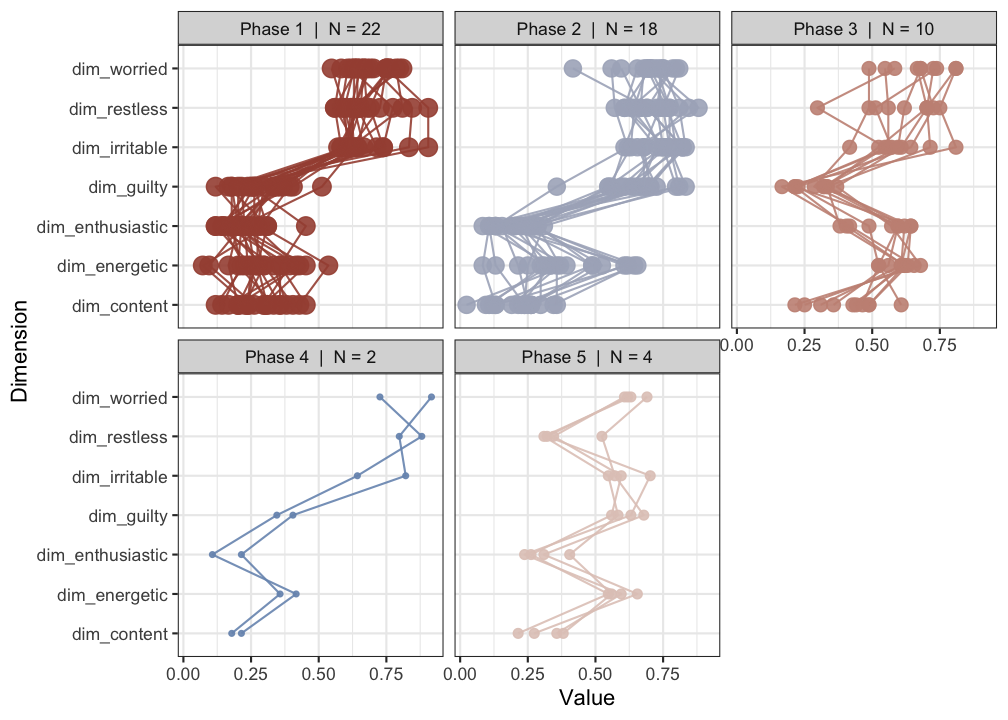 Phase 1 | N = 22
Phase 2 | N = 18
Phase 3 | N = 10
dim_worried
dim_restless
dim_irritable
dim_guilty
dim_enthusiastic
dim_energetic
dim_content
0.00 0.25 0.50 0.75
Phase 4 | N = 2
Phase 5 | N = 4
dim_worried
dim_restless
dim_irritable
dim_guilty
dim_enthusiastic
dim_energetic
dim_content
0.00 0.25 0.50 0.75
0.00 0.25 0.50 0.75
Dimension
Value